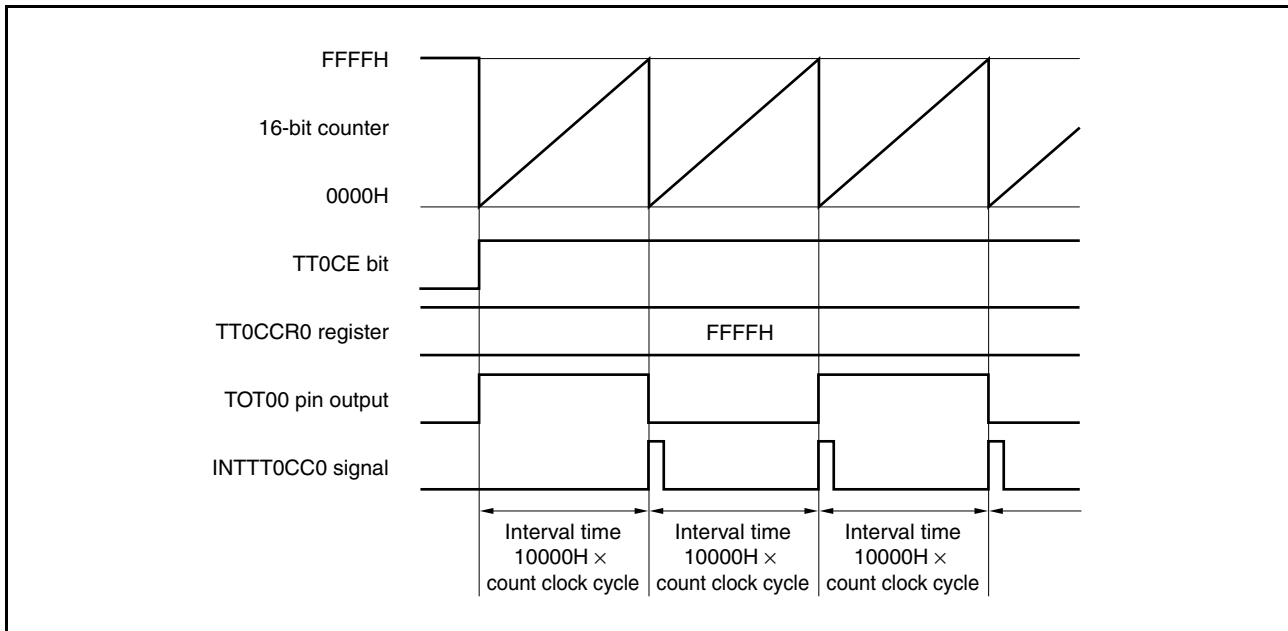 FFFFH
16-bit counter
0000H
TT0CE bit
TT0CCR0 register
FFFFH
TOT00 pin output
INTTT0CC0 signal
Interval time
10000H ×
count clock cycle
Interval time
10000H ×
count clock cycle
Interval time
10000H ×
count clock cycle